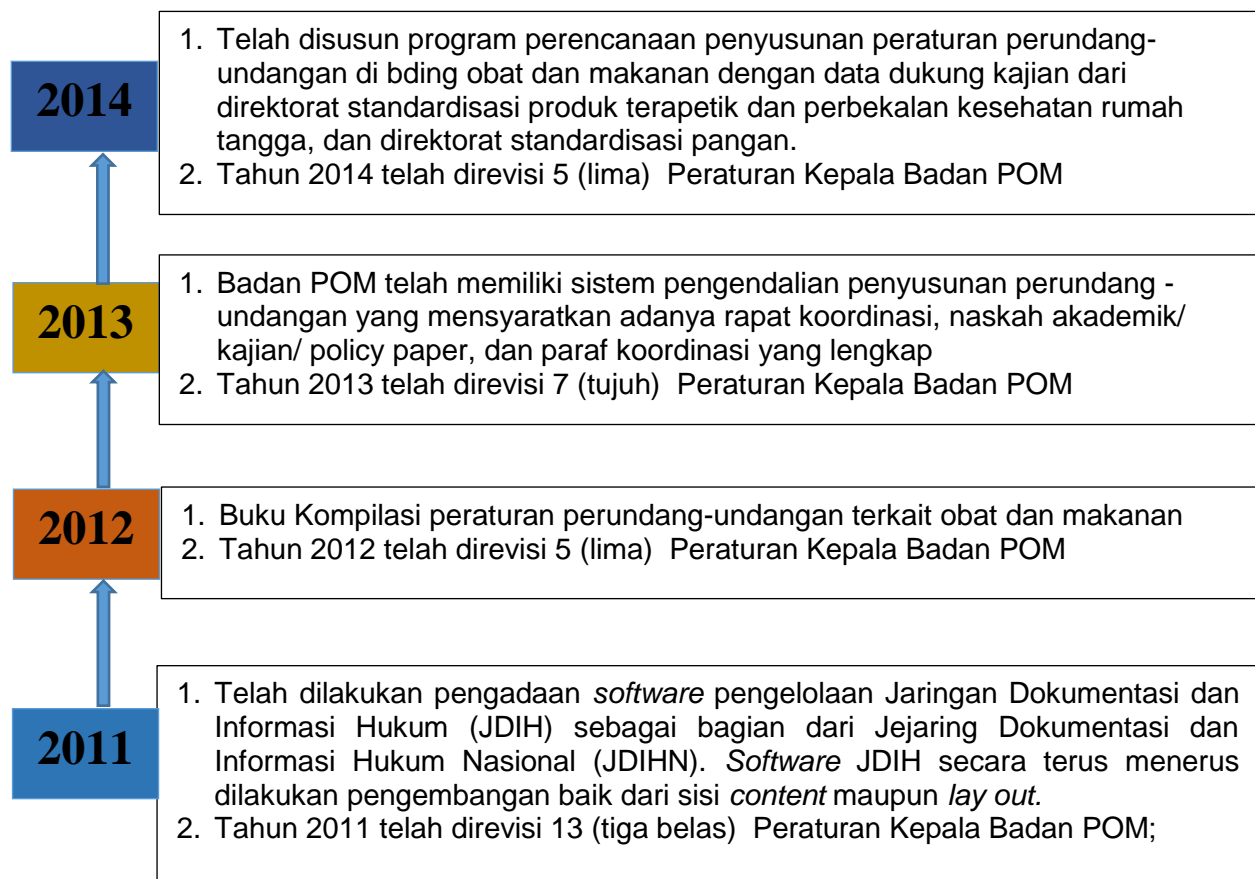 2014
1. Telah disusun program perencanaan penyusunan peraturan perundang-
undangan di bding obat dan makanan dengan data dukung kajian dari
direktorat standardisasi produk terapetik dan perbekalan kesehatan rumah
tangga, dan direktorat standardisasi pangan.
2. Tahun 2014 telah direvisi 5 (lima) Peraturan Kepala Badan POM
2013
1. Badan POM telah memiliki sistem pengendalian penyusunan perundang -
undangan yang mensyaratkan adanya rapat koordinasi, naskah akademik/
kajian/ policy paper, dan paraf koordinasi yang lengkap
2. Tahun 2013 telah direvisi 7 (tujuh) Peraturan Kepala Badan POM
2012
1. Buku Kompilasi peraturan perundang-undangan terkait obat dan makanan
2. Tahun 2012 telah direvisi 5 (lima) Peraturan Kepala Badan POM
2011
1. Telah dilakukan pengadaan software pengelolaan Jaringan Dokumentasi dan
Informasi Hukum (JDIH) sebagai bagian dari Jejaring Dokumentasi dan
Informasi Hukum Nasional (JDIHN). Software JDIH secara terus menerus
dilakukan pengembangan baik dari sisi content maupun lay out.
2. Tahun 2011 telah direvisi 13 (tiga belas) Peraturan Kepala Badan POM;